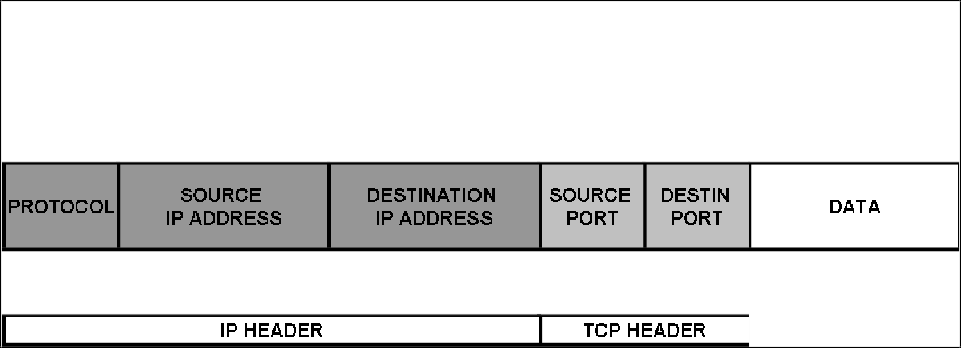 PROTOCOL
SOURCE
IP ADDRESS
DESTINATION
IP ADDRESS
SOURCE
PORT
DESTIN
PORT
DATA
IP HEADER
TCP HEADER